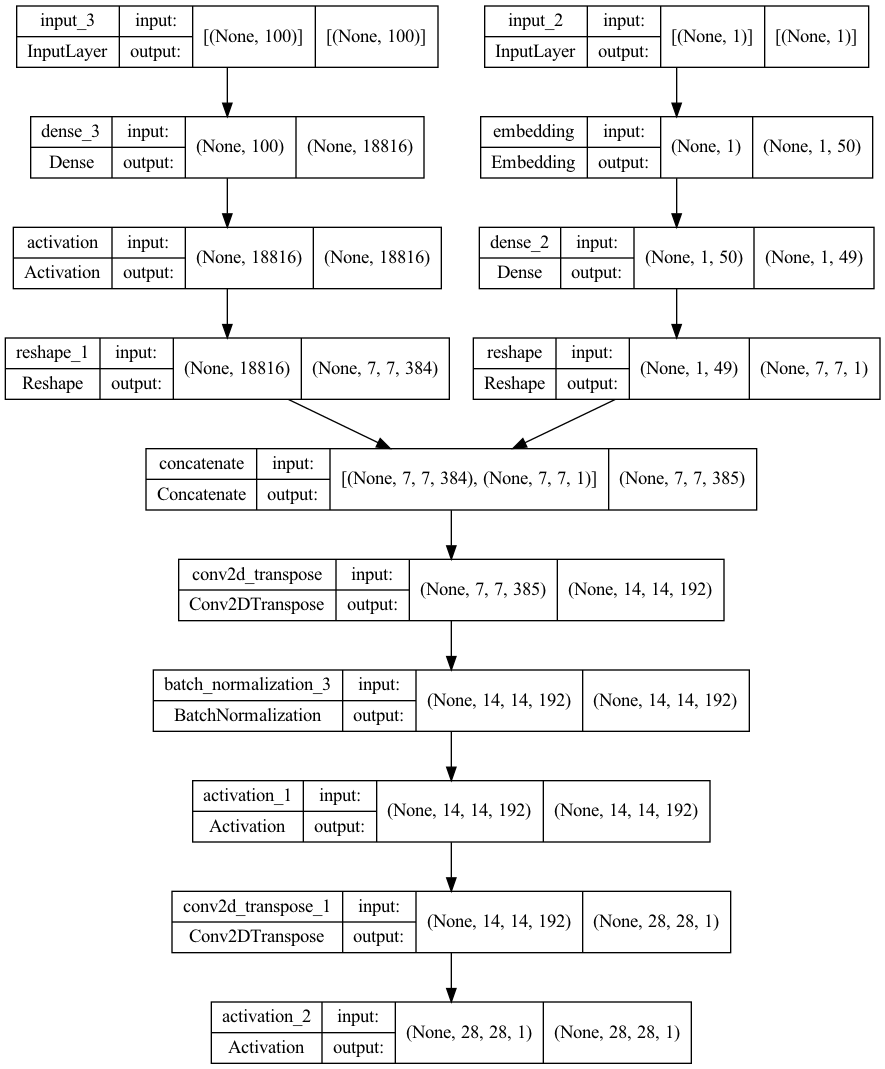 input_3 input: [(None, 100)] [(None, 100)]
InputLayer output:
input_2 input: [(None, 1)] [(None, 1)]
InputLayer output:
dense_3 input: (None, 100) (None, 18816)
Dense output:
embedding input: (None, 1) (None, 1, 50)
Embedding output:
activation input: (None, 18816) (None, 18816)
Activation output:
dense_2 input: (None, 1, 50) (None, 1, 49)
Dense output:
reshape_1 input: (None, 18816) (None, 7, 7, 384)
Reshape output:
reshape input: (None, 1, 49) (None, 7, 7, 1)
Reshape output:
concatenate input: [(None, 7, 7, 384), (None, 7, 7, 1)] (None, 7, 7, 385)
Concatenate output:
conv2d_transpose input: (None, 7, 7, 385) (None, 14, 14, 192)
Conv2DTranspose output:
batch_normalization_3 input: (None, 14, 14, 192) (None, 14, 14, 192)
BatchNormalization output:
activation_1 input: (None, 14, 14, 192) (None, 14, 14, 192)
Activation output:
conv2d_transpose_1 input: (None, 14, 14, 192) (None, 28, 28, 1)
Conv2DTranspose output:
activation_2 input: (None, 28, 28, 1) (None, 28, 28, 1)
Activation output: